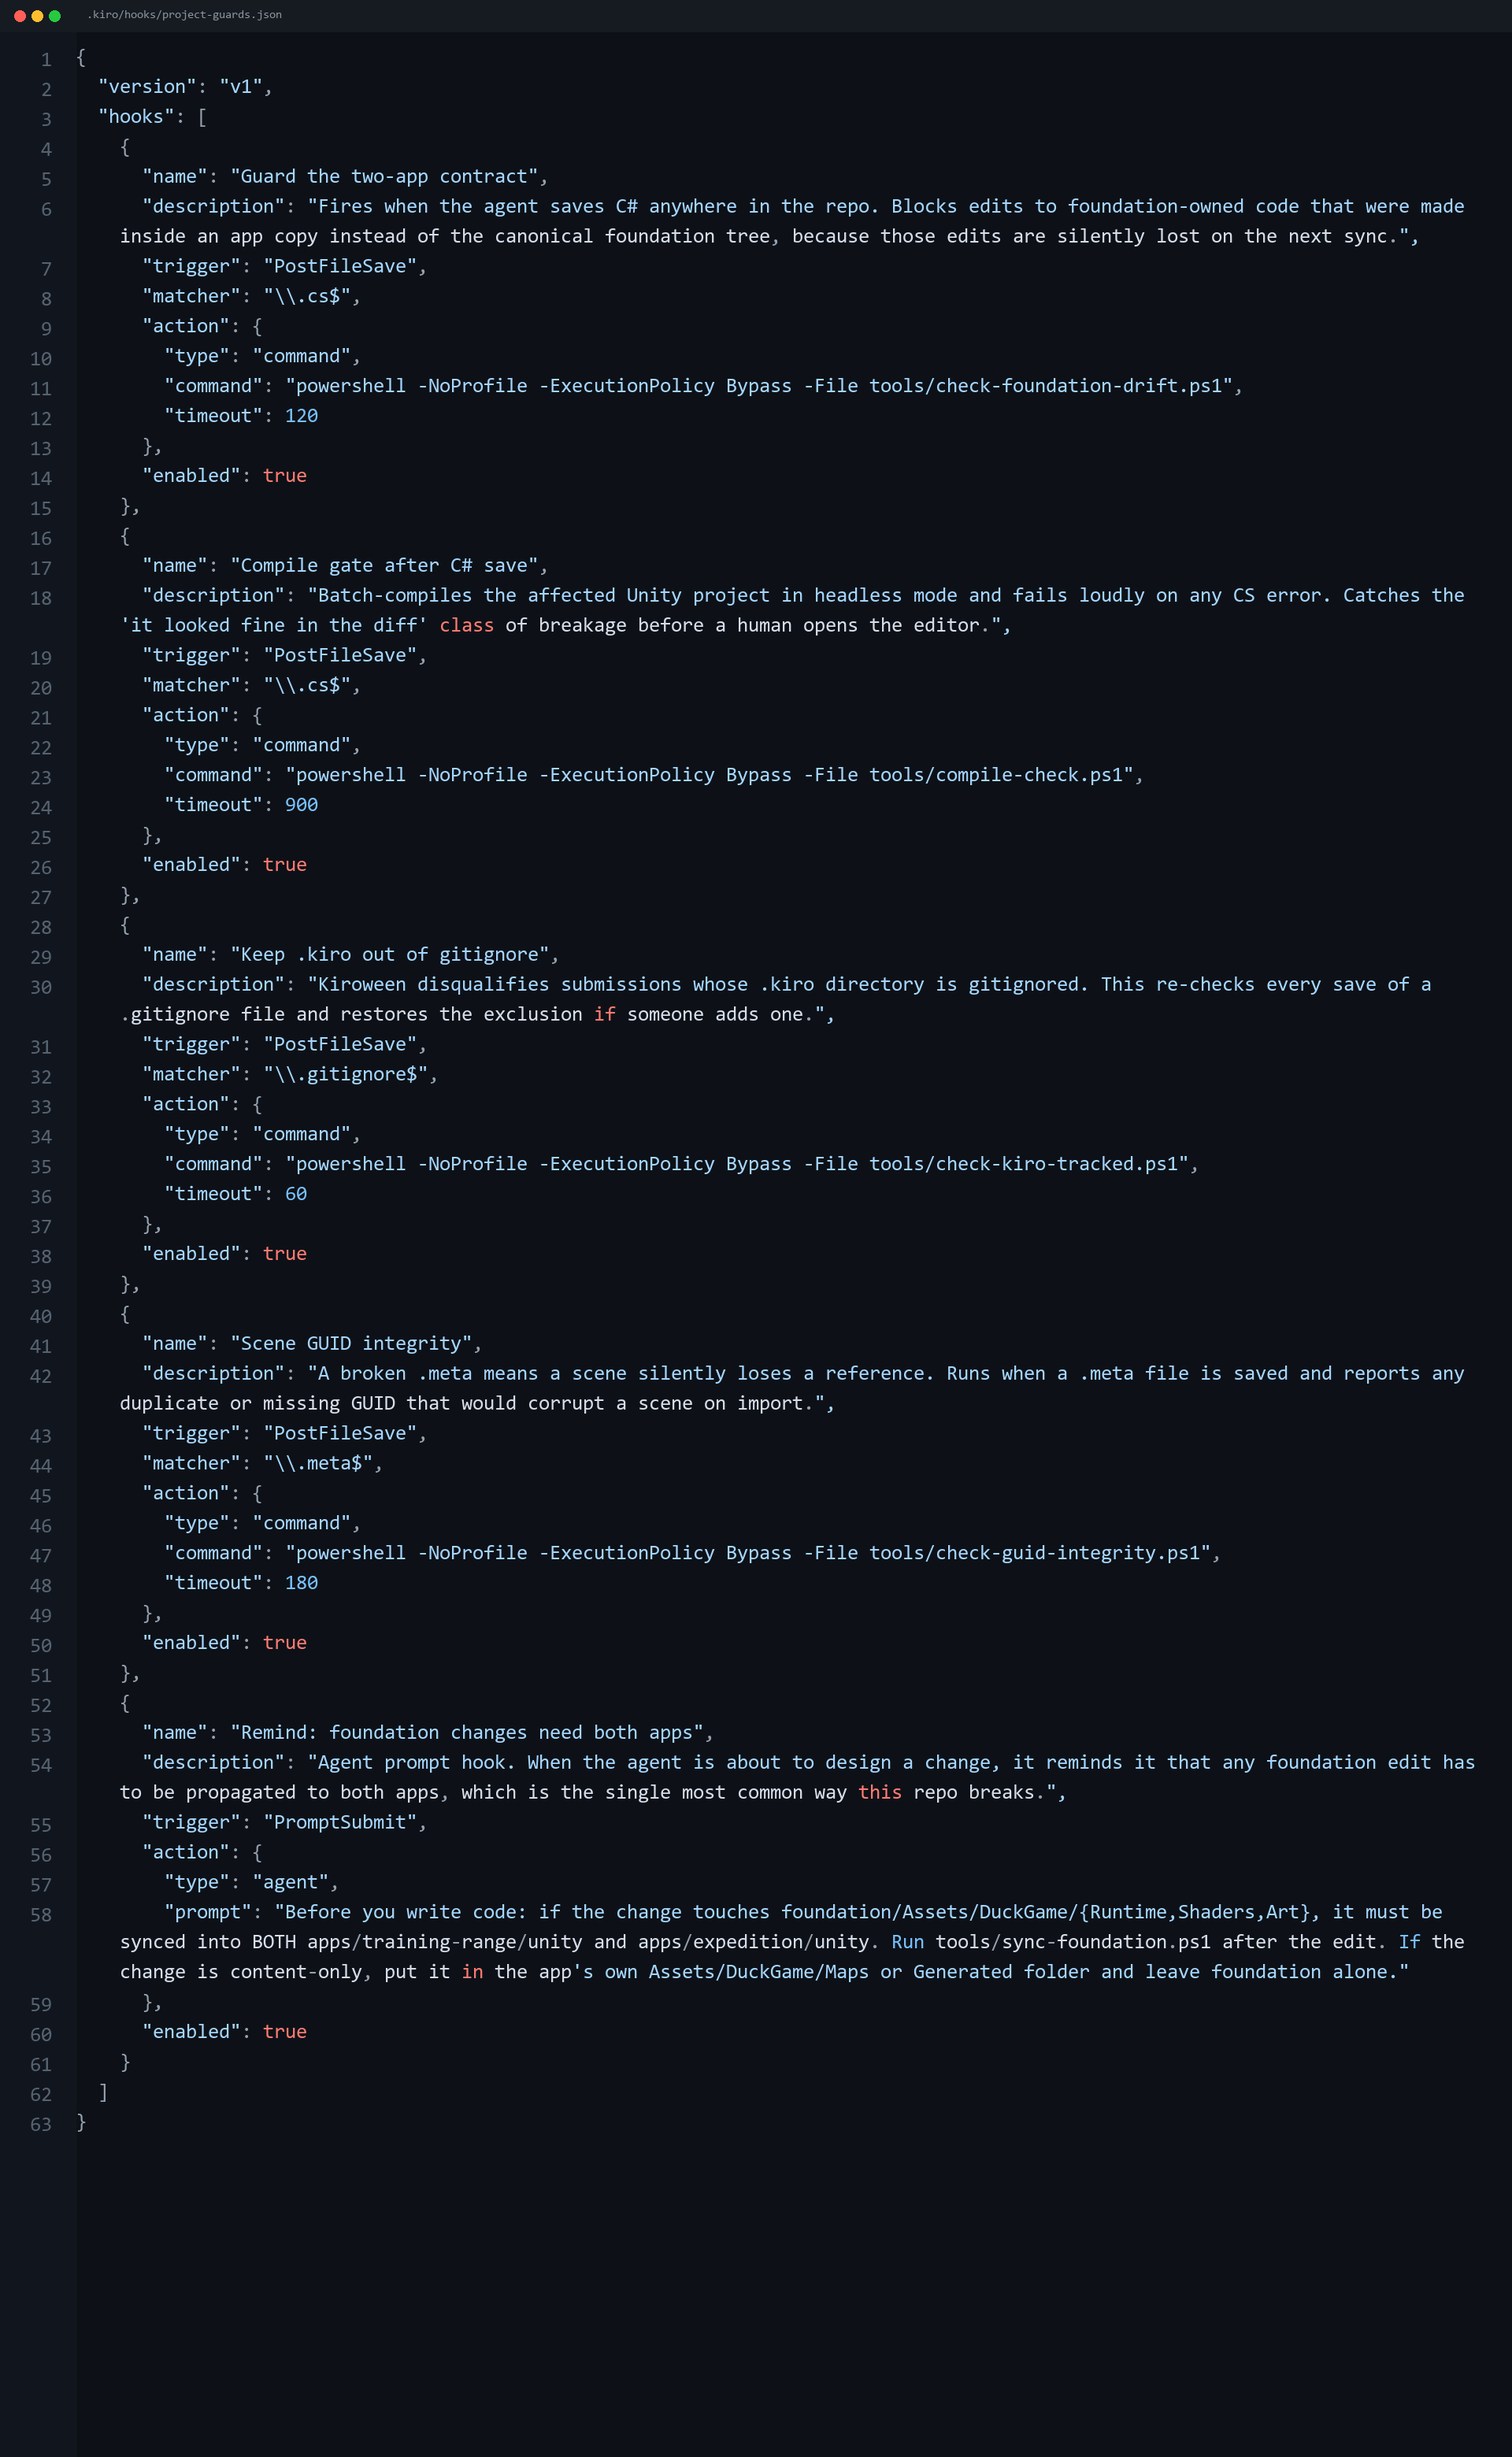 .kiro/hooks/project-guards.json
1 {
2   "version": "v1",
3   "hooks": [
4     {
5       "name": "Guard the two-app contract",
6       "description": "Fires when the agent saves C# anywhere in the repo. Blocks edits to foundation-owned code that were made
inside an app copy instead of the canonical foundation tree, because those edits are silently lost on the next sync.",
7       "trigger": "PostFileSave",
8       "matcher": "\\.cs$",
9       "action": {
10         "type": "command",
11         "command": "powershell -NoProfile -ExecutionPolicy Bypass -File tools/check-foundation-drift.ps1",
12         "timeout": 120
13       },
14       "enabled": true
15     },
16     {
17       "name": "Compile gate after C# save",
18       "description": "Batch-compiles the affected Unity project in headless mode and fails loudly on any CS error. Catches the
'it looked fine in the diff' class of breakage before a human opens the editor.",
19       "trigger": "PostFileSave",
20       "matcher": "\\.cs$",
21       "action": {
22         "type": "command",
23         "command": "powershell -NoProfile -ExecutionPolicy Bypass -File tools/compile-check.ps1",
24         "timeout": 900
25       },
26       "enabled": true
27     },
28     {
29       "name": "Keep .kiro out of gitignore",
30       "description": "Kiroween disqualifies submissions whose .kiro directory is gitignored. This re-checks every save of a
.gitignore file and restores the exclusion if someone adds one.",
31       "trigger": "PostFileSave",
32       "matcher": "\\.gitignore$",
33       "action": {
34         "type": "command",
35         "command": "powershell -NoProfile -ExecutionPolicy Bypass -File tools/check-kiro-tracked.ps1",
36         "timeout": 60
37       },
38       "enabled": true
39     },
40     {
41       "name": "Scene GUID integrity",
42       "description": "A broken .meta means a scene silently loses a reference. Runs when a .meta file is saved and reports any
duplicate or missing GUID that would corrupt a scene on import.",
43       "trigger": "PostFileSave",
44       "matcher": "\\.meta$",
45       "action": {
46         "type": "command",
47         "command": "powershell -NoProfile -ExecutionPolicy Bypass -File tools/check-guid-integrity.ps1",
48         "timeout": 180
49       },
50       "enabled": true
51     },
52     {
53       "name": "Remind: foundation changes need both apps",
54       "description": "Agent prompt hook. When the agent is about to design a change, it reminds it that any foundation edit has
to be propagated to both apps, which is the single most common way this repo breaks.",
55       "trigger": "PromptSubmit",
56       "action": {
57         "type": "agent",
58         "prompt": "Before you write code: if the change touches foundation/Assets/DuckGame/{Runtime,Shaders,Art}, it must be
synced into BOTH apps/training-range/unity and apps/expedition/unity. Run tools/sync-foundation.ps1 after the edit. If the
change is content-only, put it in the app's own Assets/DuckGame/Maps or Generated folder and leave foundation alone."
59       },
60       "enabled": true
61     }
62   ]
63 }